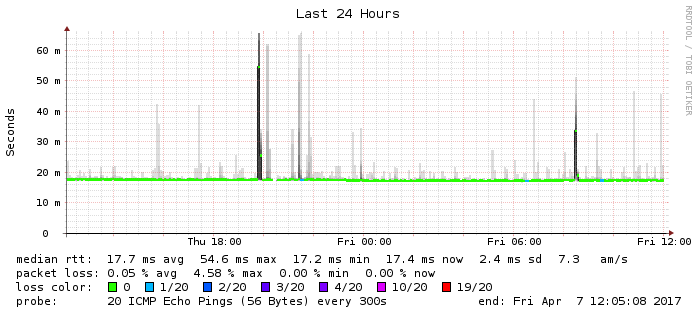 Last 24 Hours
RRDTOOL / TOBI OETIKER
Seconds
60 m
50 m
40 m
30 m
20 m
10 m
0
Thu 18:00 Fri 00:00 Fri 06:00 Fri 12:00
median rtt: 17.7 ms avg 54.6 ms max 17.2 ms min 17.4 ms now 2.4 ms sd 7.3 am/s
packet loss: 0.05 % avg 4.58 % max 0.00 % min 0.00 % now
loss color: 0 1/20 2/20 3/20 4/20 10/20 19/20
probe: 20 ICMP Echo Pings (56 Bytes) every 300s end: Fri Apr 7 12:05:08 2017